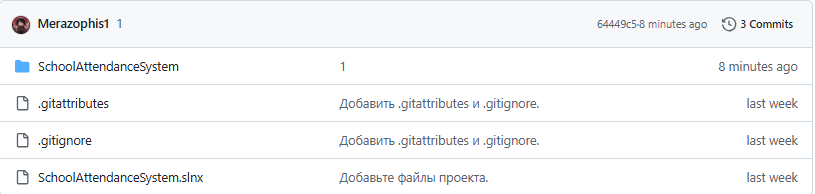 Merazophis1 1 64449c5·8 minutes ago 3 Commits
SchoolAttendanceSystem 1 8 minutes ago
.gitattributes Добавить .gitattributes и .gitignore. last week
.gitignore Добавить .gitattributes и .gitignore. last week
SchoolAttendanceSystem.slnx Добавьте файлы проекта. last week